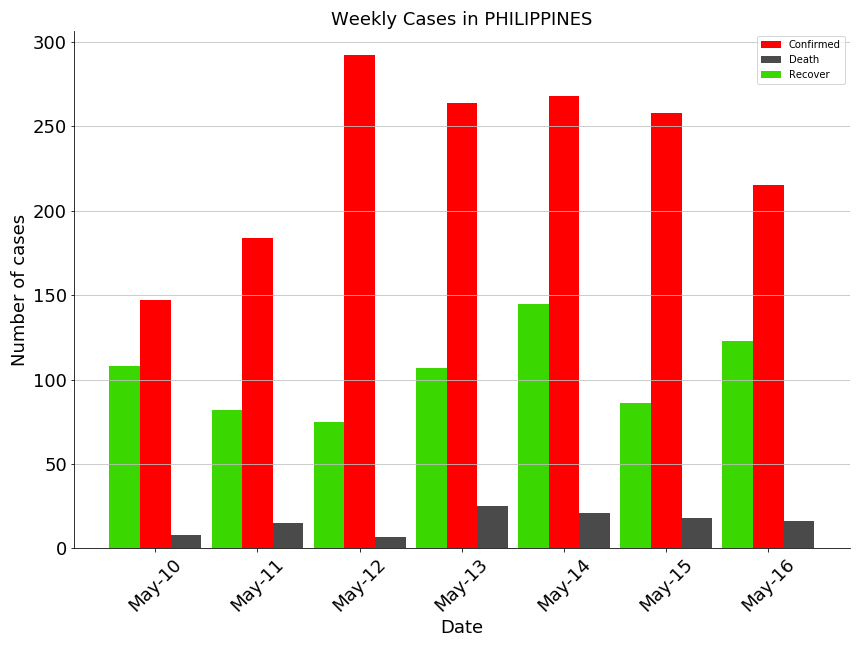 Weekly Cases in PHILIPPINES
Confirmed
Death
Recover
Number of cases
300
250
200
150
100
50
0
May-10
May-11
May-12
May-13
May-14
May-15
May-16
Date